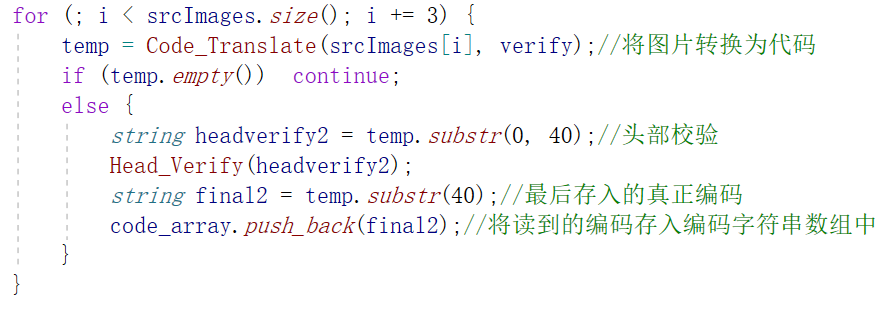 for (; i < srcImages.size(); i += 3) {
    temp = Code_Translate(srcImages[i], verify);//将图片转换为代码
    if (temp.empty())  continue;
    else {
        string headverify2 = temp.substr(0, 40);//头部校验
        Head_Verify(headverify2);
        string final2 = temp.substr(40);//最后存入的真正编码
        code_array.push_back(final2);//将读到的编码存入编码字符串数组中
    }
}